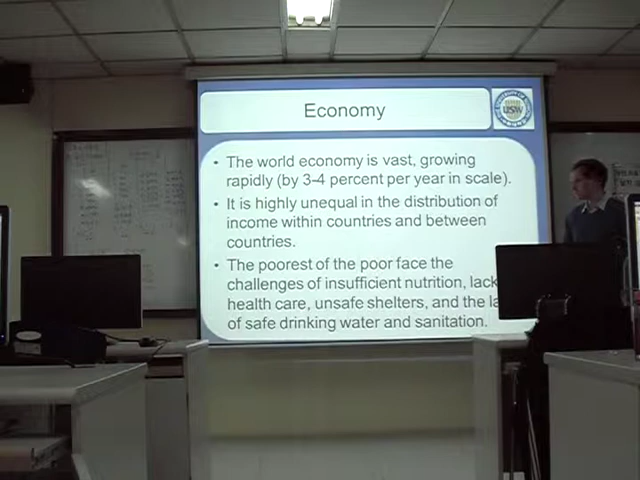 Economy
USW
• The world economy is vast, growing
rapidly (by 3-4 percent per year in scale).
• It is highly unequal in the distribution of
income within countries and between
countries.
• The poorest of the poor face the
challenges of insufficient nutrition, lack
health care, unsafe shelters, and the la
of safe drinking water and sanitation.